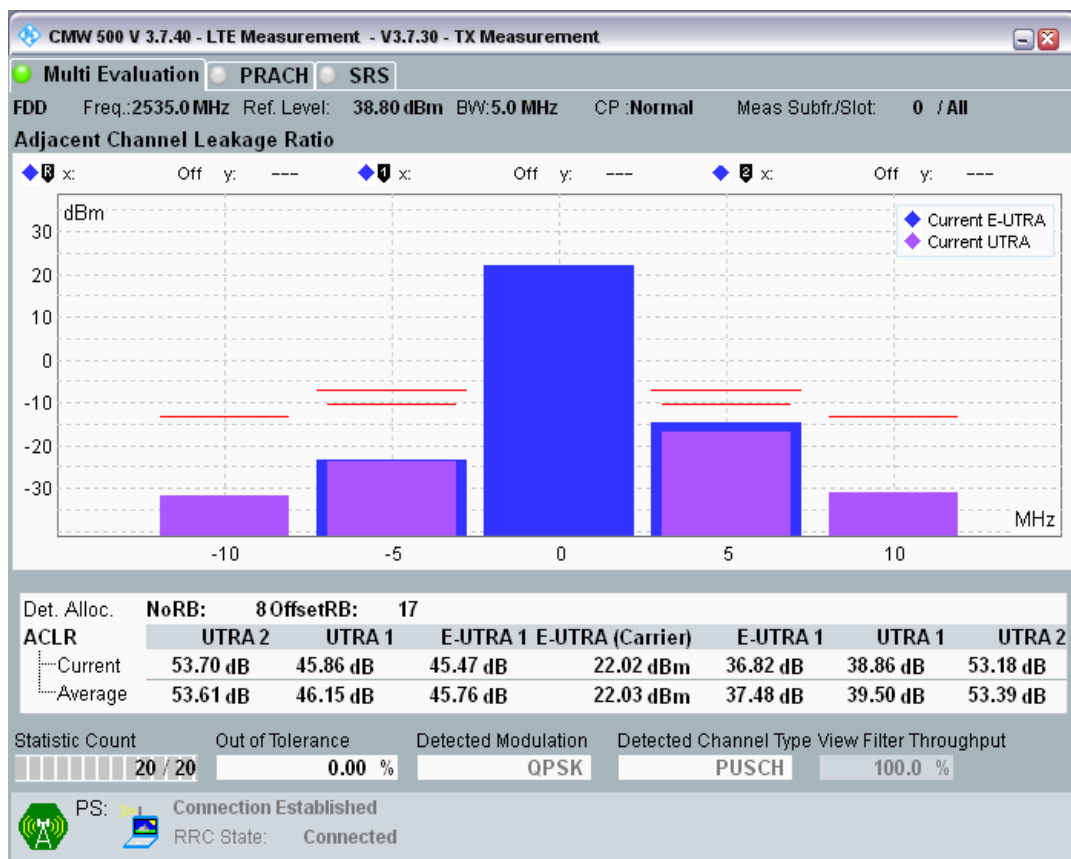 CMW 500 V 3.7.40 - LTE Measurement - V3.7.30 - TX Measurement
Multi Evaluation PRACH SRS
FDD Freq.:2535.0 MHz Ref. Level: 38.80 dBm BW:5.0 MHz CP :Normal Meas Subfr./Slot: 0 / All
Adjacent Channel Leakage Ratio
R x: Off y: --- 1 x: Off y: --- 2 x: Off y: ---
dBm
Current E-UTRA
Current UTRA
30
20
10
0
-10
-20
-30
MHz
-10 -5 0 5 10
Det. Alloc. NoRB: 8 OffsetRB: 17
ACLR UTRA 2 UTRA 1 E-UTRA 1 E-UTRA (Carrier) E-UTRA 1 UTRA 1 UTRA 2
Current 53.70 dB 45.86 dB 45.47 dB 22.02 dBm 36.82 dB 38.86 dB 53.18 dB
Average 53.61 dB 46.15 dB 45.76 dB 22.03 dBm 37.48 dB 39.50 dB 53.39 dB
Statistic Count Out of Tolerance Detected Modulation Detected Channel Type View Filter Throughput
20 / 20 0.00 % QPSK PUSCH 100.0 %
PS: Connection Established
RRC State: Connected